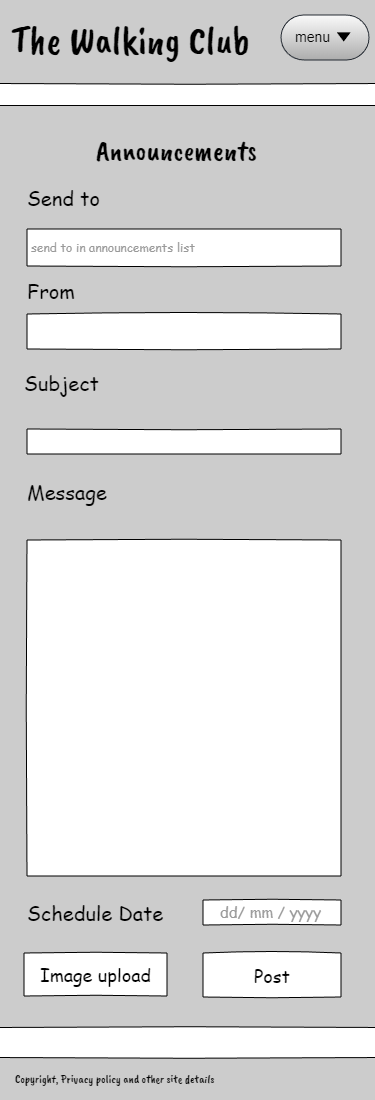 The Walking Club
menu
Announcements
Send to
send to in announcements list
From
Subject
Message
Schedule Date
dd/ mm / yyyy
Image upload
Post
Copyright, Privacy policy and other site details